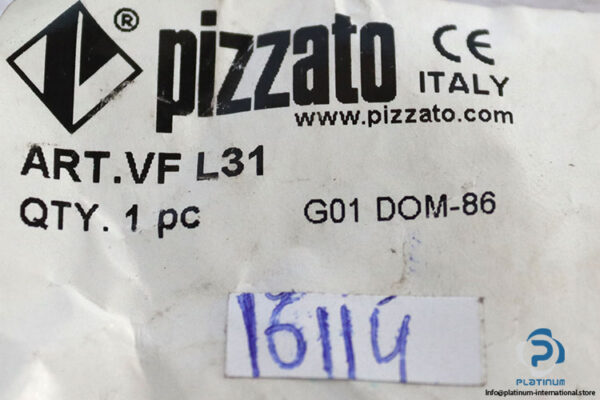 ® pizzato CE
ITALY
www.pizzato.com
ART.VF L31
QTY. 1 pc G01 DOM-86
16114
PLATINUM
Info@platinum-international.store